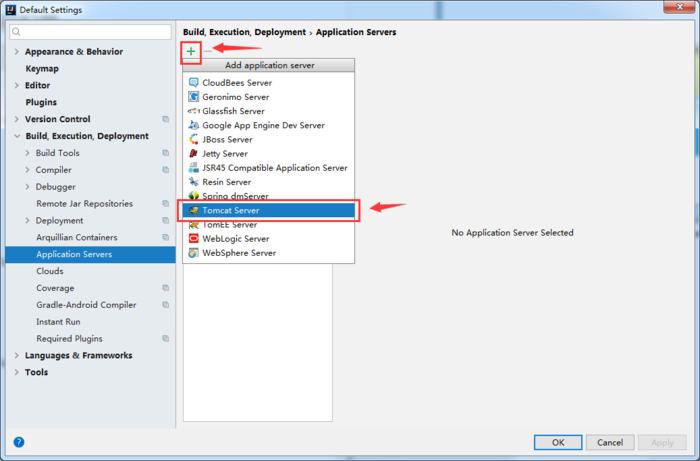 Default Settings
Build, Execution, Deployment › Application Servers
Appearance & Behavior
Keymap
Editor
Plugins
Version Control
Build, Execution, Deployment
Build Tools
Compiler
Debugger
Remote Jar Repositories
Deployment
Arquillian Containers
Application Servers
Clouds
Coverage
Gradle-Android Compiler
Instant Run
Required Plugins
Languages & Frameworks
Tools
Add application server
CloudBees Server
Geronimo Server
Glassfish Server
Google App Engine Dev Server
JBoss Server
Jetty Server
JSR45 Compatible Application Server
Resin Server
Spring dmServer
Tomcat Server
TomEE Server
WebLogic Server
WebSphere Server
No Application Server Selected
OK
Cancel
Apply